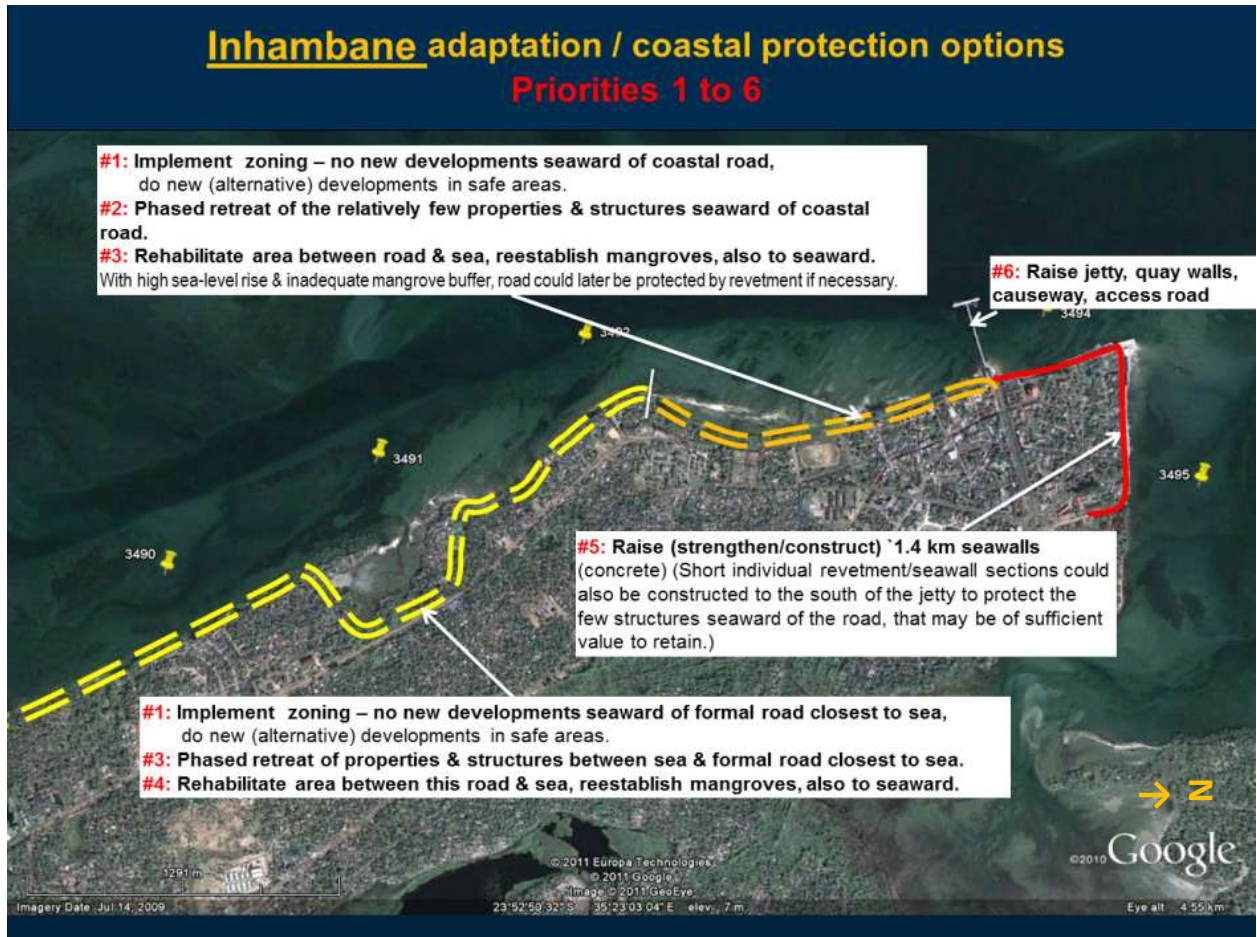 Inhambane adaptation / coastal protection options
Priorities 1 to 6
#1: Implement zoning – no new developments seaward of coastal road,
do new (alternative) developments in safe areas.
#2: Phased retreat of the relatively few properties & structures seaward of coastal
road.
#3: Rehabilitate area between road & sea, reestablish mangroves, also to seaward.
With high sea-level rise & inadequate mangrove buffer, road could later be protected by revetment if necessary.
#6: Raise jetty, quay walls,
causeway, access road
3494
3492
3491
3495
3490
#5: Raise (strengthen/construct) `1.4 km seawalls
(concrete) (Short individual revetment/seawall sections could
also be constructed to the south of the jetty to protect the
few structures seaward of the road, that may be of sufficient
value to retain.)
#1: Implement zoning – no new developments seaward of formal road closest to sea,
do new (alternative) developments in safe areas.
#3: Phased retreat of properties & structures between sea & formal road closest to sea.
#4: Rehabilitate area between this road & sea, reestablish mangroves, also to seaward.
N
©2010 Google
1291 m
© 2011 Europa Technologies
© 2011 Google
Image © 2011 GeoEye
Imagery Date: Jul 14, 2009
23°52'50.32" S 35°23'03.04" E elev. 7 m
Eye alt 4.55 km